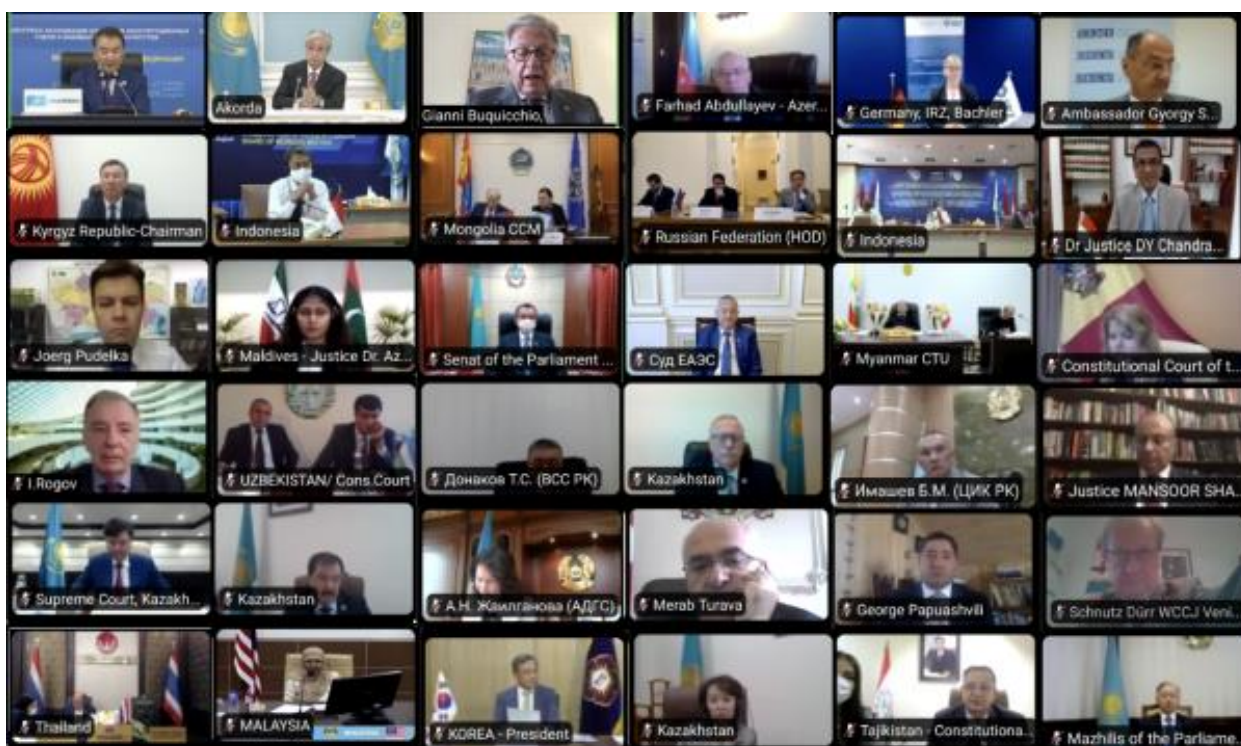 Akorda
Gianni Buquicchio,
Farhad Abdullayev - Azer...
Germany, IRZ, Bachler
Ambassador Gyorgy S...
Kyrgyz Republic-Chairman
Indonesia
Mongolia CCM
Russian Federation (HOD)
Indonesia
Dr Justice DY Chandra...
Joerg Pudelka
Maldives - Justice Dr. Az...
Senat of the Parliament ...
Суд ЕАЭС
Myanmar CTU
Constitutional Court of t...
I.Rogov
UZBEKISTAN/ Cons.Court
Донаков Т.С. (ВСС РК)
Kazakhstan
Имашев Б.М. (ЦИК РК)
Justice MANSOOR SHA...
Supreme Court, Kazakh...
Kazakhstan
А.Н. Жаилганова (АДГС)
Merab Turava
George Papuashvili
Schnutz Dürr WCCJ Veni...
Thailand
MALAYSIA
KOREA - President
Kazakhstan
Tajikistan - Constitutiona...
Mazhilis of the Parliame...